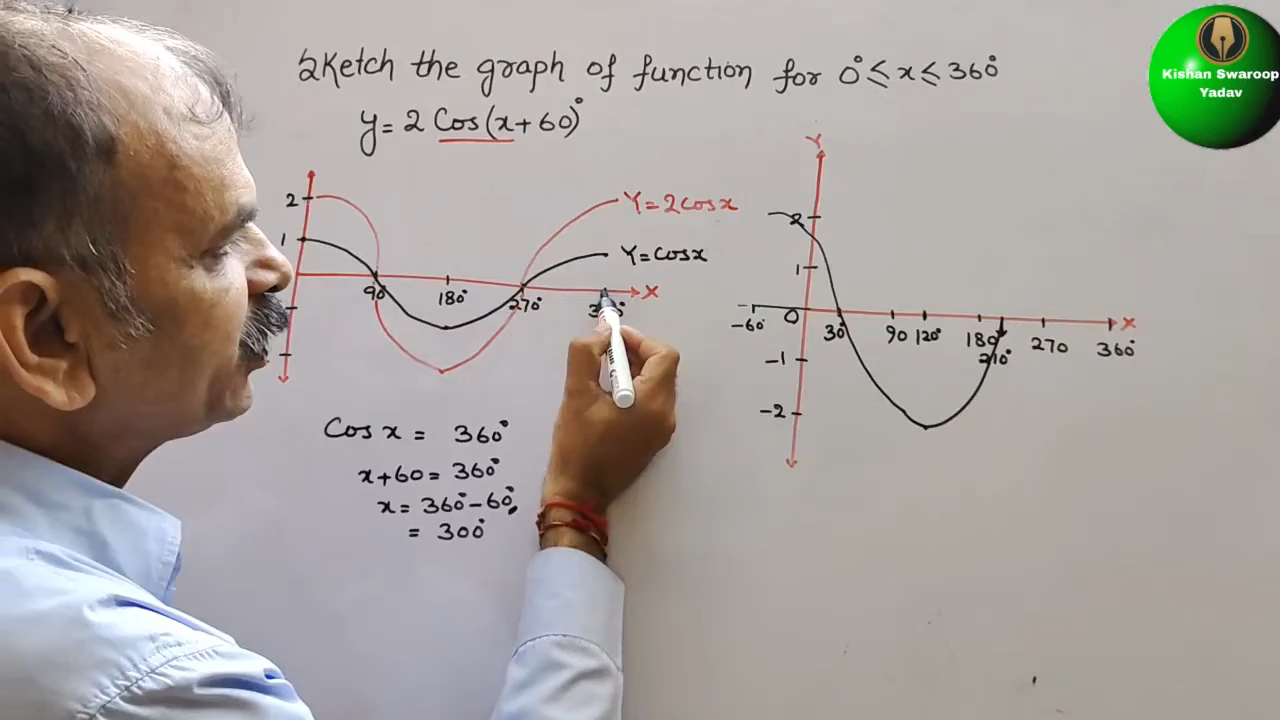 Sketch the graph of function for 0° ≤ x ≤ 360°
y = 2 Cos(x+60)°
Kishan Swaroop
Yadav
2
1
90°
180°
270°
X
Y=2cosx
Y=cosx
Cos x = 360°
x+60 = 360°
x = 360° - 60°
= 300°
Y
2
1
0
-1
-2
-60°
30°
90
120°
180°
210°
270
360°
X